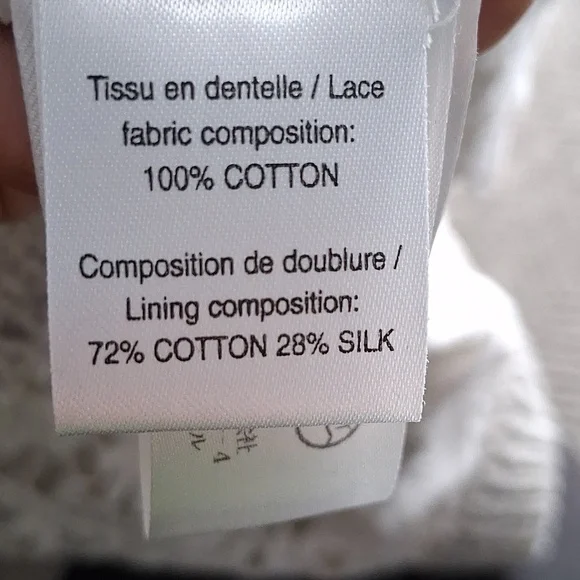 Tissu en dentelle / Lace
fabric composition:
100% COTTON
Composition de doublure /
Lining composition:
72% COTTON 28% SILK